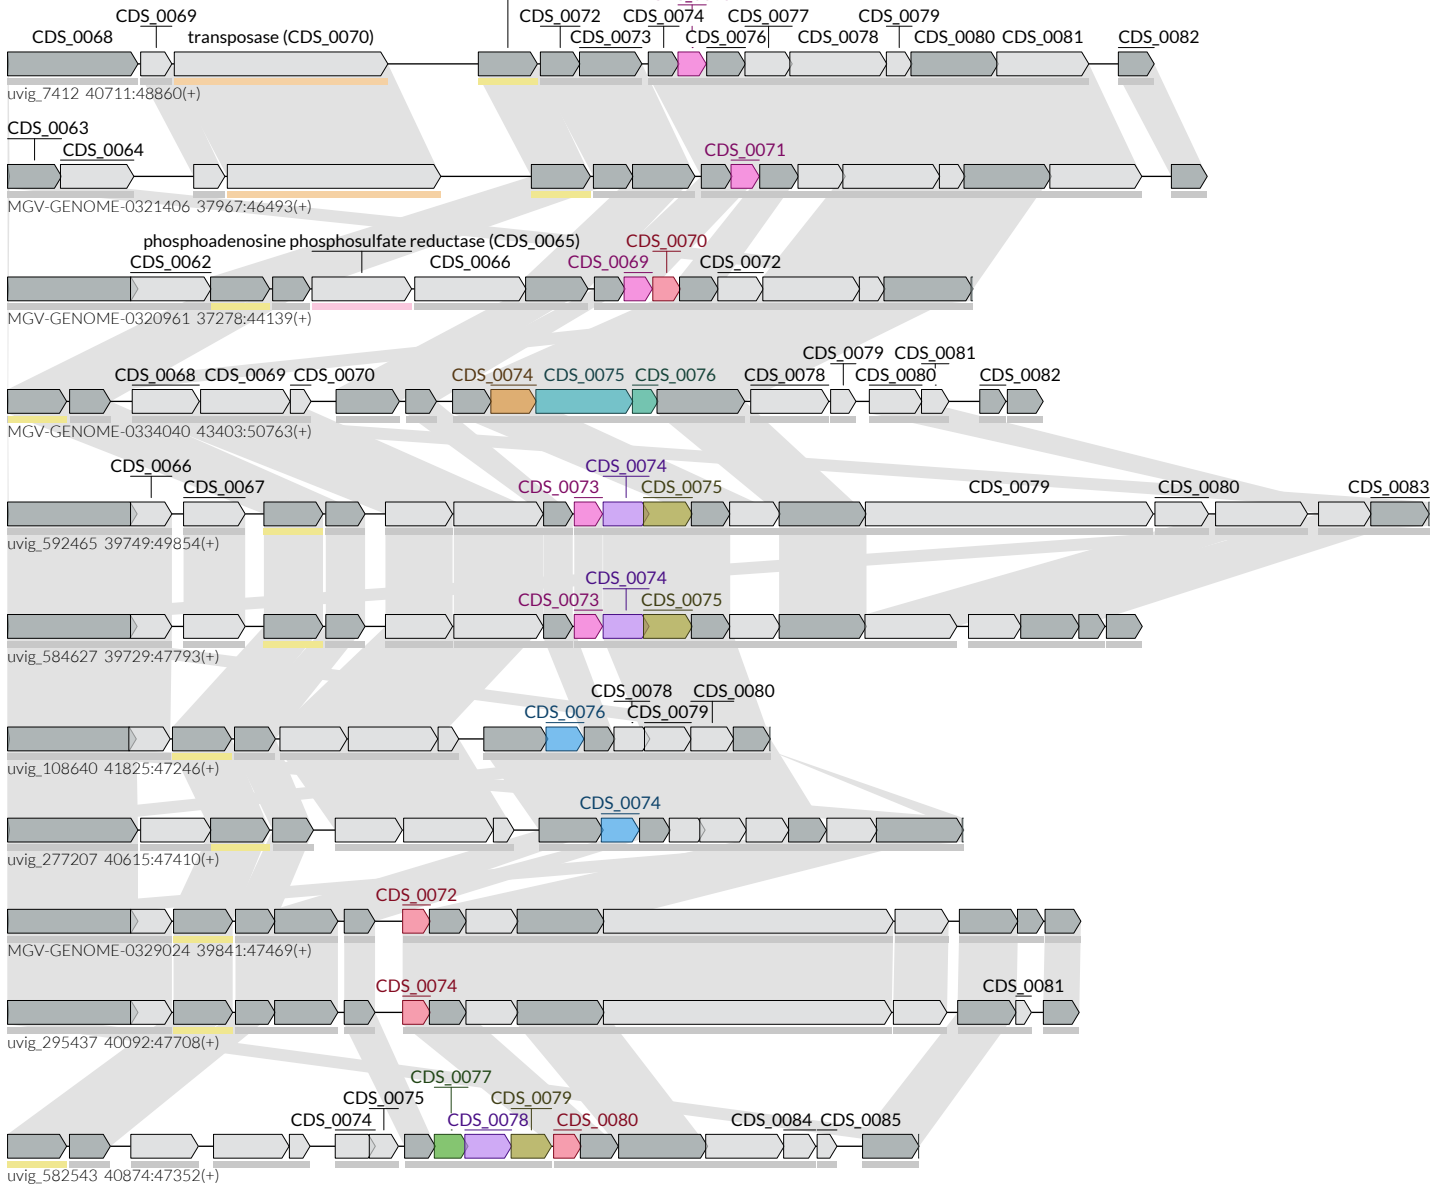 CDS_0069 CDS_0072 CDS_0074 CDS_0077 CDS_0079
CDS_0068 transposase (CDS_0070) CDS_0073 CDS_0076 CDS_0078 CDS_0080 CDS_0081 CDS_0082
uvig_7412 40711:48860(+)
CDS_0063
CDS_0064 CDS_0071
MGV-GENOME-0321406 37967:46493(+)
phosphoadenosine phosphosulfate reductase (CDS_0065) CDS_0070
CDS_0062 CDS_0066 CDS_0069 CDS_0072
MGV-GENOME-0320961 37278:44139(+)
CDS_0079 CDS_0081
CDS_0068 CDS_0069 CDS_0070 CDS_0074 CDS_0075 CDS_0076 CDS_0078 CDS_0080 CDS_0082
MGV-GENOME-0334040 43403:50763(+)
CDS_0066 CDS_0074
CDS_0067 CDS_0073 CDS_0075 CDS_0079 CDS_0080 CDS_0083
uvig_592465 39749:49854(+)
CDS_0074
CDS_0073 CDS_0075
uvig_584627 39729:47793(+)
CDS_0078 CDS_0080
CDS_0076 CDS_0079
uvig_108640 41825:47246(+)
CDS_0074
uvig_277207 40615:47410(+)
CDS_0072
MGV-GENOME-0329024 39841:47469(+)
CDS_0074 CDS_0081
uvig_295437 40092:47708(+)
CDS_0077
CDS_0075 CDS_0079
CDS_0074 CDS_0078 CDS_0080 CDS_0084 CDS_0085
uvig_582543 40874:47352(+)